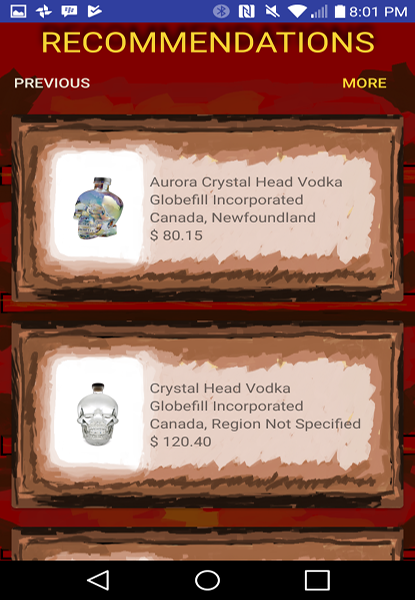 8:01 PM
RECOMMENDATIONS
PREVIOUS
MORE
Aurora Crystal Head Vodka
Globefill Incorporated
Canada, Newfoundland
$ 80.15
Crystal Head Vodka
Globefill Incorporated
Canada, Region Not Specified
$ 120.40